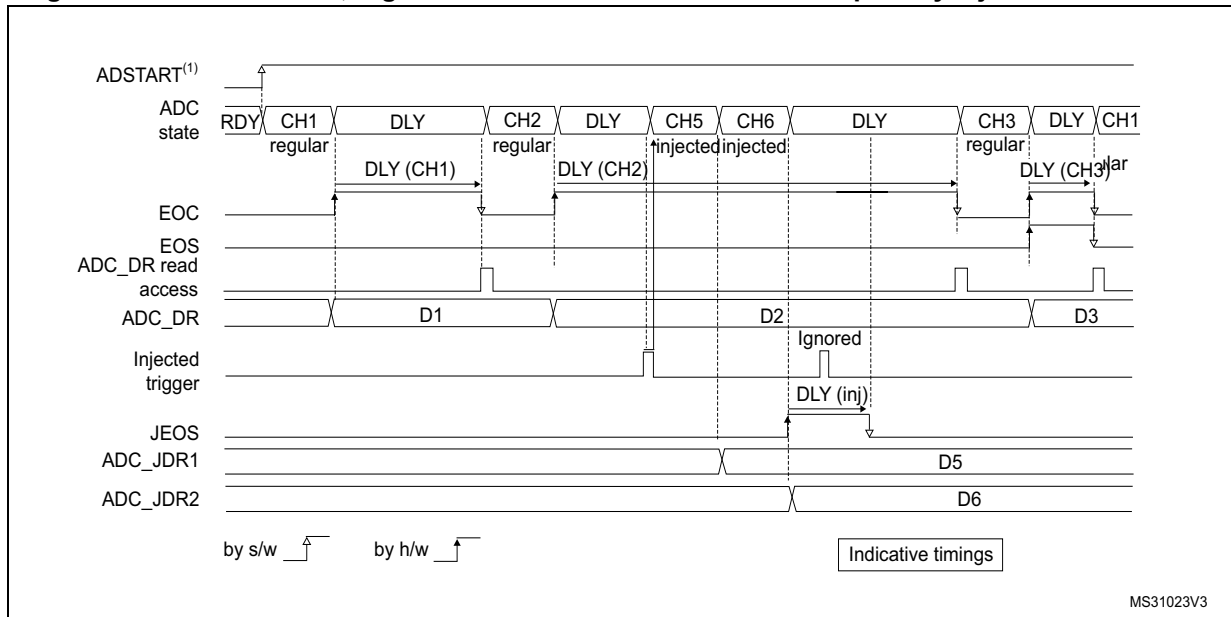 ADSTART(1)
ADC
state
RDY CH1 DLY CH2 DLY CH5 CH6 DLY CH3 DLY CH1
regular regular injected injected regular
DLY (CH1) DLY (CH2) DLY (CH3)
EOC
EOS
ADC_DR read
access
ADC_DR D1 D2 D3
Ignored
Injected
trigger
DLY (inj)
JEOS
ADC_JDR1 D5
ADC_JDR2 D6
by s/w by h/w Indicative timings
MS31023V3